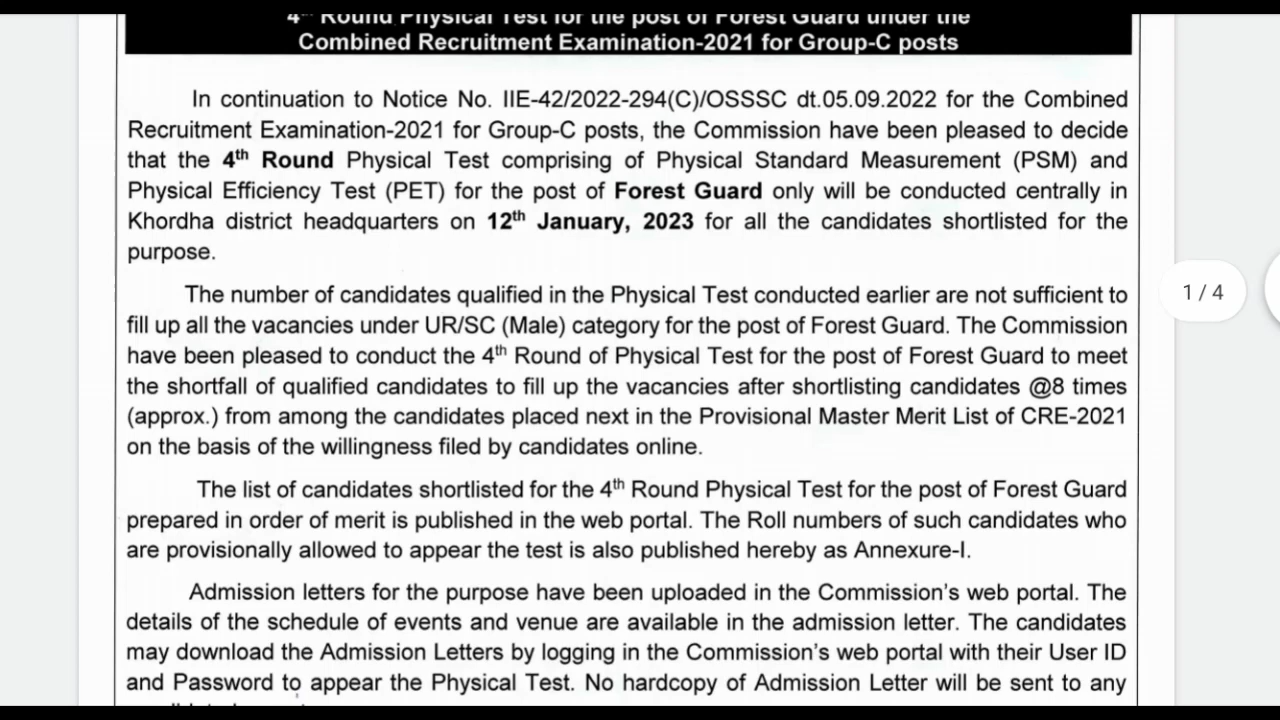 4th Round Physical Test for the post of Forest Guard under the
Combined Recruitment Examination-2021 for Group-C posts
In continuation to Notice No. IIE-42/2022-294(C)/OSSSC dt.05.09.2022 for the Combined
Recruitment Examination-2021 for Group-C posts, the Commission have been pleased to decide
that the 4th Round Physical Test comprising of Physical Standard Measurement (PSM) and
Physical Efficiency Test (PET) for the post of Forest Guard only will be conducted centrally in
Khordha district headquarters on 12th January, 2023 for all the candidates shortlisted for the
purpose.
The number of candidates qualified in the Physical Test conducted earlier are not sufficient to
fill up all the vacancies under UR/SC (Male) category for the post of Forest Guard. The Commission
have been pleased to conduct the 4th Round of Physical Test for the post of Forest Guard to meet
the shortfall of qualified candidates to fill up the vacancies after shortlisting candidates @8 times
(approx.) from among the candidates placed next in the Provisional Master Merit List of CRE-2021
on the basis of the willingness filed by candidates online.
The list of candidates shortlisted for the 4th Round Physical Test for the post of Forest Guard
prepared in order of merit is published in the web portal. The Roll numbers of such candidates who
are provisionally allowed to appear the test is also published hereby as Annexure-I.
Admission letters for the purpose have been uploaded in the Commission's web portal. The
details of the schedule of events and venue are available in the admission letter. The candidates
may download the Admission Letters by logging in the Commission's web portal with their User ID
and Password to appear the Physical Test. No hardcopy of Admission Letter will be sent to any
1 / 4